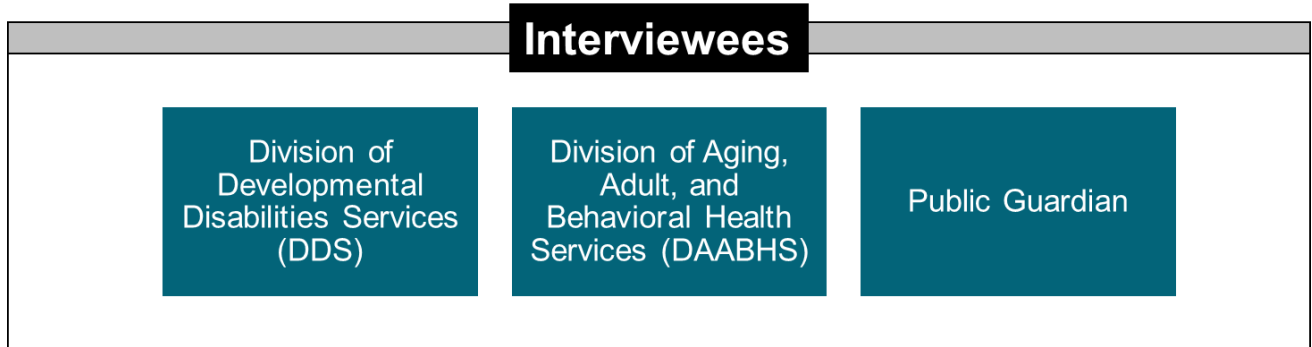 Interviewees
Division of
Developmental
Disabilities Services
(DDS)
Division of Aging,
Adult, and
Behavioral Health
Services (DAABHS)
Public Guardian